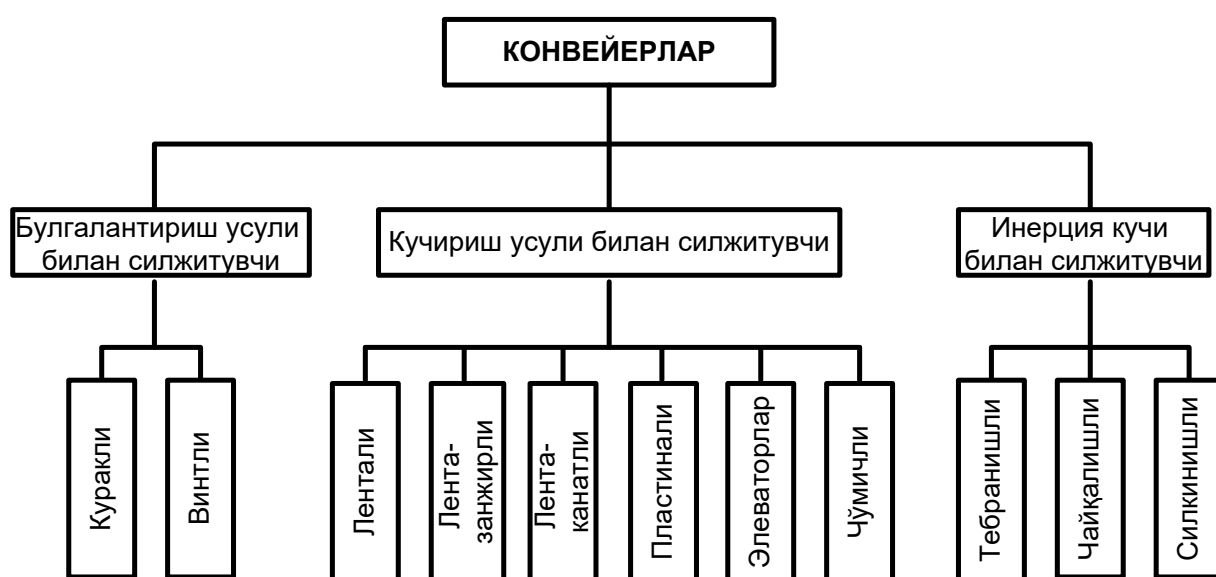 КОНВЕЙЕРЛАР
Булгалантириш усули
билан силжитувчи
Кучириш усули билан силжитувчи
Инерция кучи
билан силжитувчи
Куракли
Винтли
Лентали
Лента-
занжирли
Лента-
канатли
Пластинали
Элеваторлар
Чўмичли
Тебранишли
Чайқалишли
Силкинишли